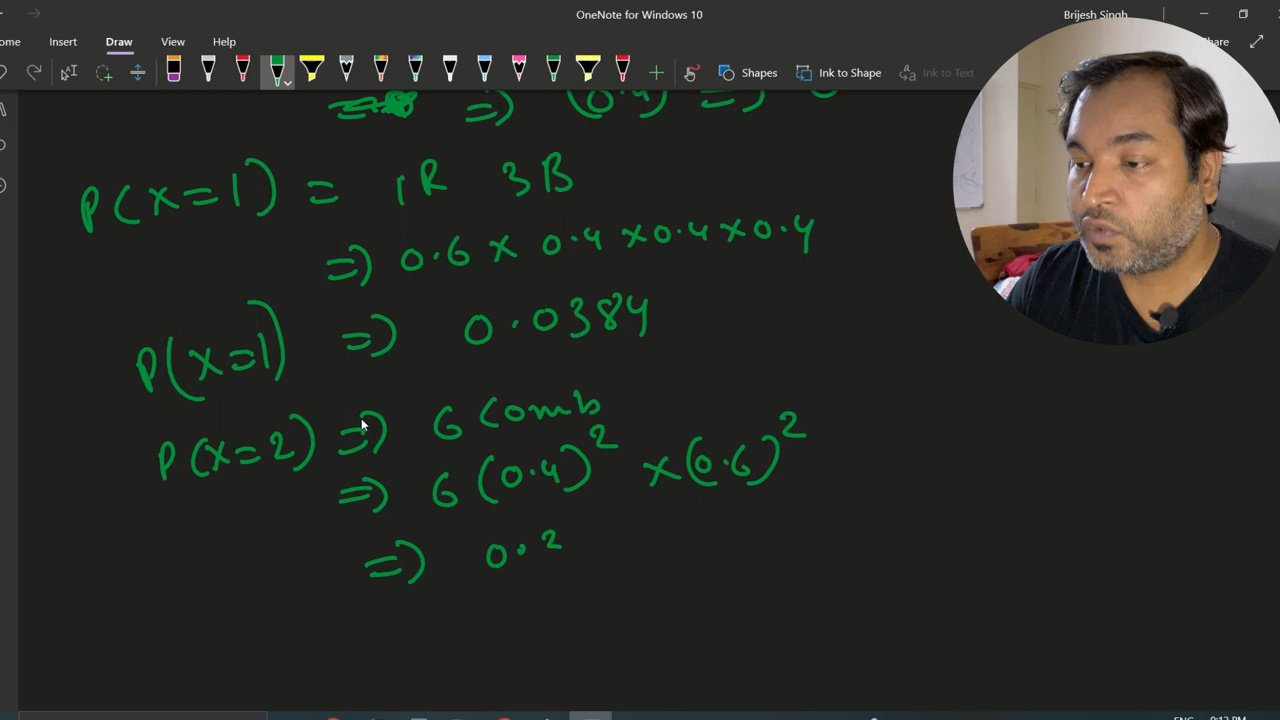 OneNote for Windows 10
Brijesh Singh
Insert Draw View Help
Shapes Ink to Shape Ink to Text
⇒ (0.4) ⇒
P(X=1) = 1R 3B
⇒ 0.6 × 0.4 × 0.4 × 0.4
P(X=1) ⇒ 0.0384
P(X=2) ⇒ 6 Comb
⇒ 6 (0.4)² × (0.6)²
⇒ 0.2